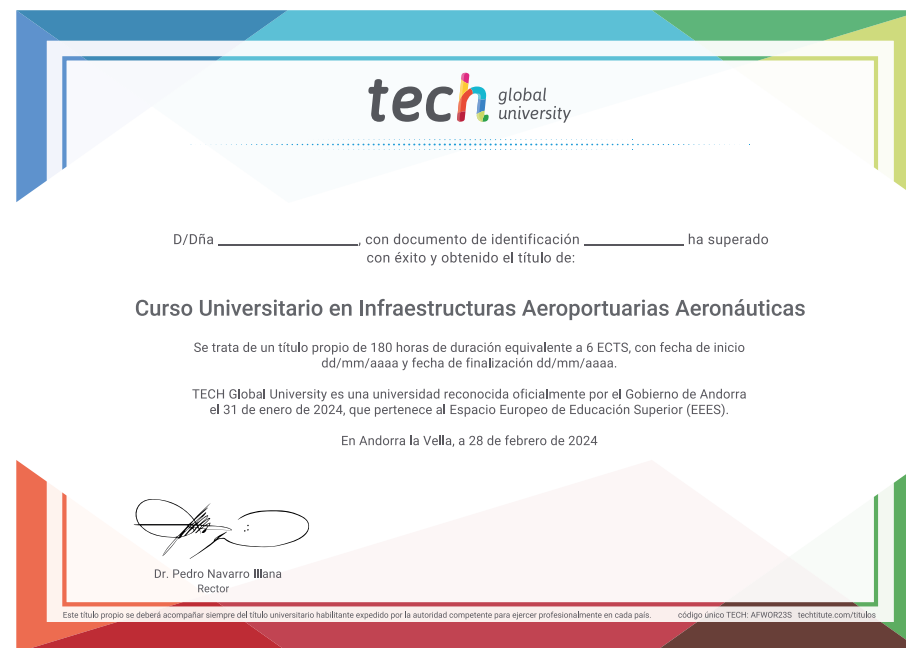 tech global university
D/Dña ____________________, con documento de identificación ______________ ha superado
con éxito y obtenido el título de:
Curso Universitario en Infraestructuras Aeroportuarias Aeronáuticas
Se trata de un título propio de 180 horas de duración equivalente a 6 ECTS, con fecha de inicio
dd/mm/aaaa y fecha de finalización dd/mm/aaaa.
TECH Global University es una universidad reconocida oficialmente por el Gobierno de Andorra
el 31 de enero de 2024, que pertenece al Espacio Europeo de Educación Superior (EEES).
En Andorra la Vella, a 28 de febrero de 2024
Dr. Pedro Navarro Illana
Rector
Este título propio se deberá acompañar siempre del título universitario habilitante expedido por la autoridad competente para ejercer profesionalmente en cada país. código único TECH: AFWOR23S techtitute.com/titulos